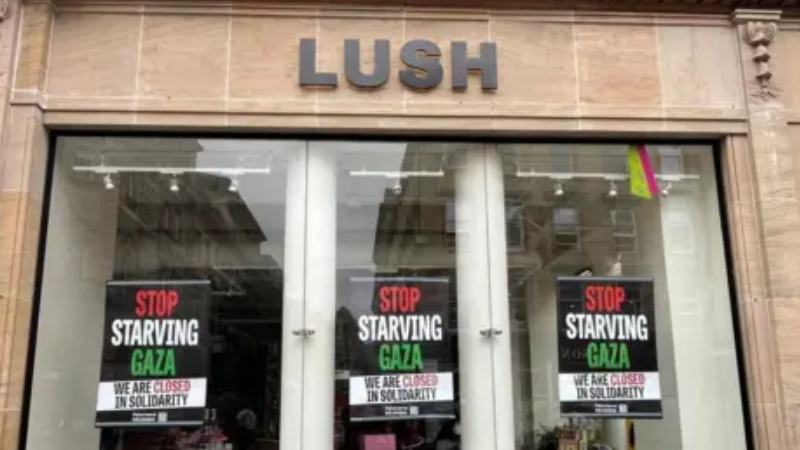 LUSH
STOP
STARVING
GAZA
WE ARE CLOSED
IN SOLIDARITY
STOP
STARVING
GAZA
WE ARE CLOSED
IN SOLIDARITY
STOP
STARVING
GAZA
WE ARE CLOSED
IN SOLIDARITY